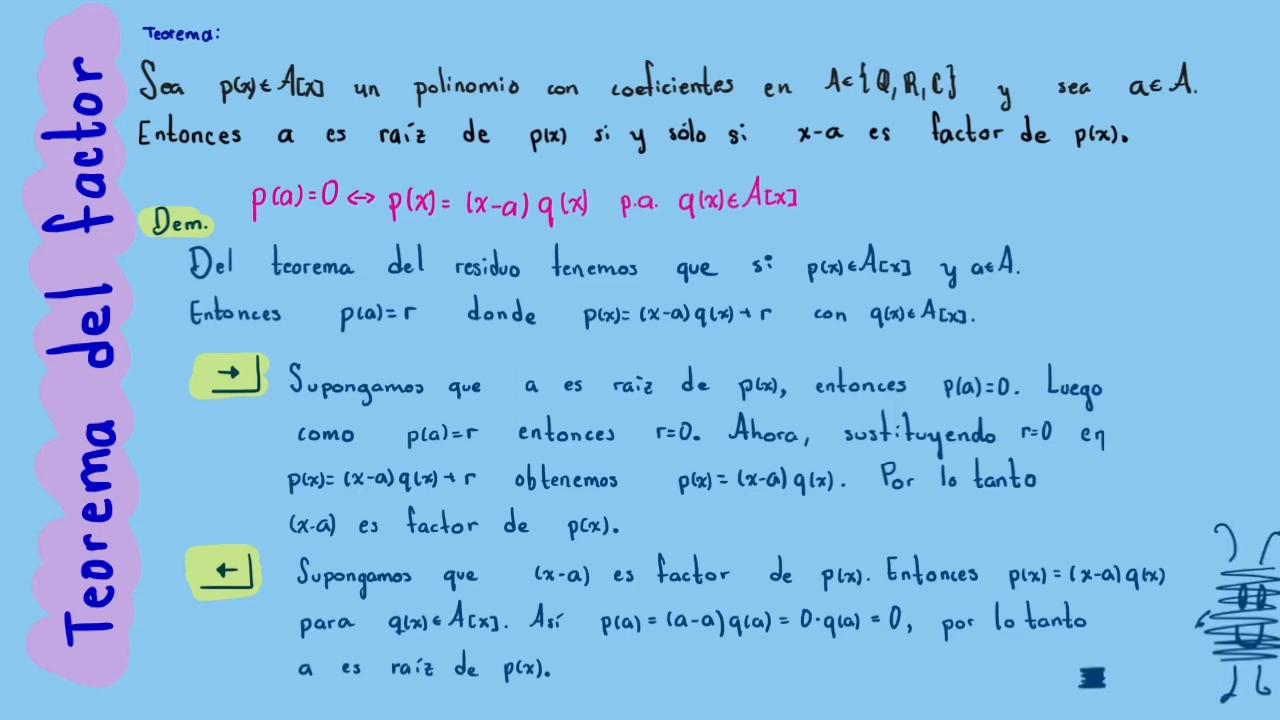 Teorema del factor
Teorema:
Sea p(x)∈A[x] un polinomio con coeficientes en A∈{Q,R,C} y sea a∈A.
Entonces a es raíz de p(x) si y sólo si x-a es factor de p(x).
p(a)=0 ↔ p(x)=(x-a)q(x) p.a. q(x)∈A[x]
Dem.
Del teorema del residuo tenemos que si p(x)∈A[x] y a∈A.
Entonces p(a)=r donde p(x)=(x-a)q(x)+r con q(x)∈A[x].
→ Supongamos que a es raiz de p(x), entonces p(a)=0. Luego
como p(a)=r entonces r=0. Ahora, sustituyendo r=0 en
p(x)=(x-a)q(x)+r obtenemos p(x)=(x-a)q(x). Por lo tanto
(x-a) es factor de p(x).
← Supongamos que (x-a) es factor de p(x). Entonces p(x)=(x-a)q(x)
para q(x)∈A[x]. Así p(a)=(a-a)q(a)=0·q(a)=0, por lo tanto
a es raíz de p(x).